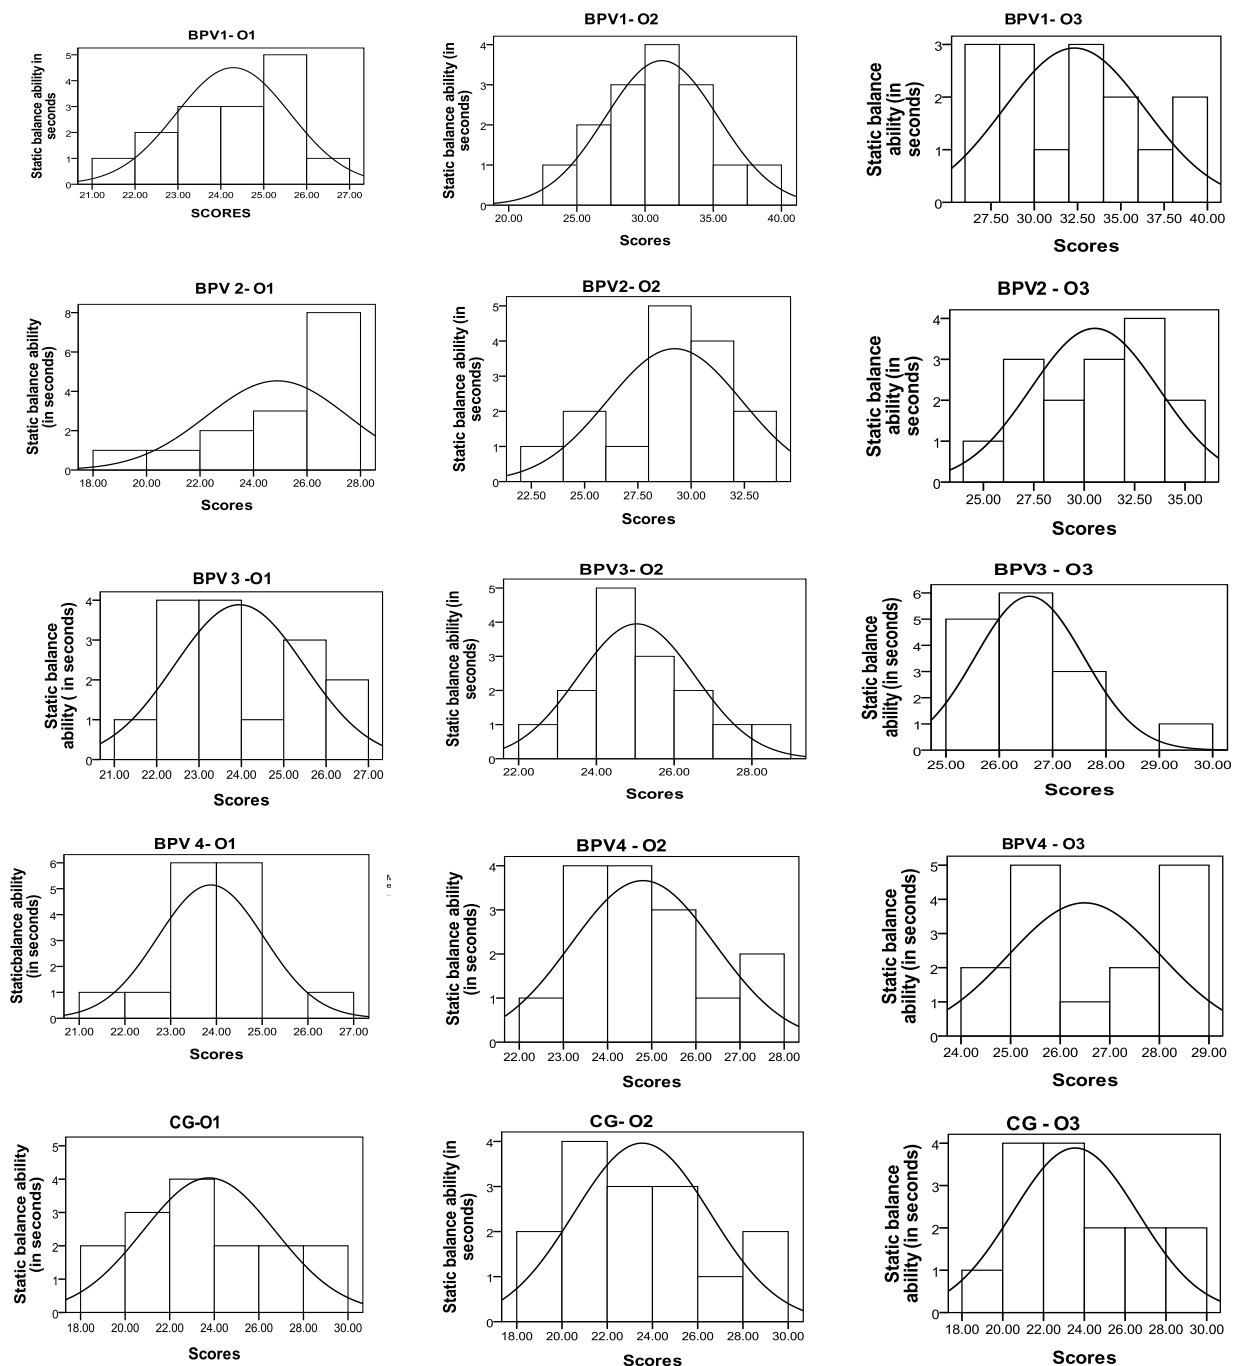 BPV1- O1
Static balance ability in
seconds
5
4
3
2
1
0
21.00 22.00 23.00 24.00 25.00 26.00 27.00
SCORES
BPV1- O2
Static balance ability (in
seconds)
4
3
2
1
0
20.00 25.00 30.00 35.00 40.00
Scores
BPV1- O3
Static balance
ability (in
seconds)
3
2
1
0
27.50 30.00 32.50 35.00 37.50 40.00
Scores
BPV 2- O1
Static balance ability
(in seconds)
8
6
4
2
0
18.00 20.00 22.00 24.00 26.00 28.00
Scores
BPV2- O2
Static balance ability (in
seconds)
5
4
3
2
1
0
22.50 25.00 27.50 30.00 32.50
Scores
BPV2 - O3
Static balance
ability (in
seconds)
4
3
2
1
0
25.00 27.50 30.00 32.50 35.00
Scores
BPV 3 -O1
Static balance
ability ( in seconds)
4
3
2
1
0
21.00 22.00 23.00 24.00 25.00 26.00 27.00
Scores
BPV3- O2
Static balance ability (in
seconds)
5
4
3
2
1
0
22.00 24.00 26.00 28.00
Scores
BPV3 - O3
Static balance
ability (in seconds)
6
5
4
3
2
1
0
25.00 26.00 27.00 28.00 29.00 30.00
Scores
BPV 4- O1
Staticbalance ability
(in seconds)
6
5
4
3
2
1
0
21.00 22.00 23.00 24.00 25.00 26.00 27.00
Scores
BPV4 - O2
Static balance ability
(in seconds)
4
3
2
1
0
22.00 23.00 24.00 25.00 26.00 27.00 28.00
Scores
BPV4 - O3
Static balance
ability (in seconds)
5
4
3
2
1
0
24.00 25.00 26.00 27.00 28.00 29.00
Scores
CG-O1
Static balance ability
(in seconds)
5
4
3
2
1
0
18.00 20.00 22.00 24.00 26.00 28.00 30.00
Scores
CG- O2
Static balance ability (in
seconds)
4
3
2
1
0
18.00 20.00 22.00 24.00 26.00 28.00 30.00
Scores
CG - O3
Static balance
ability (in seconds)
4
3
2
1
0
18.00 20.00 22.00 24.00 26.00 28.00 30.00
Scores